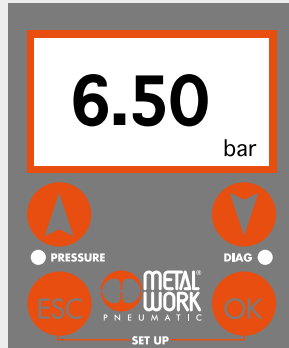 6.50
bar
PRESSURE
DIAG
ESC
METAL®
WORK
PNEUMATIC
OK
SET UP